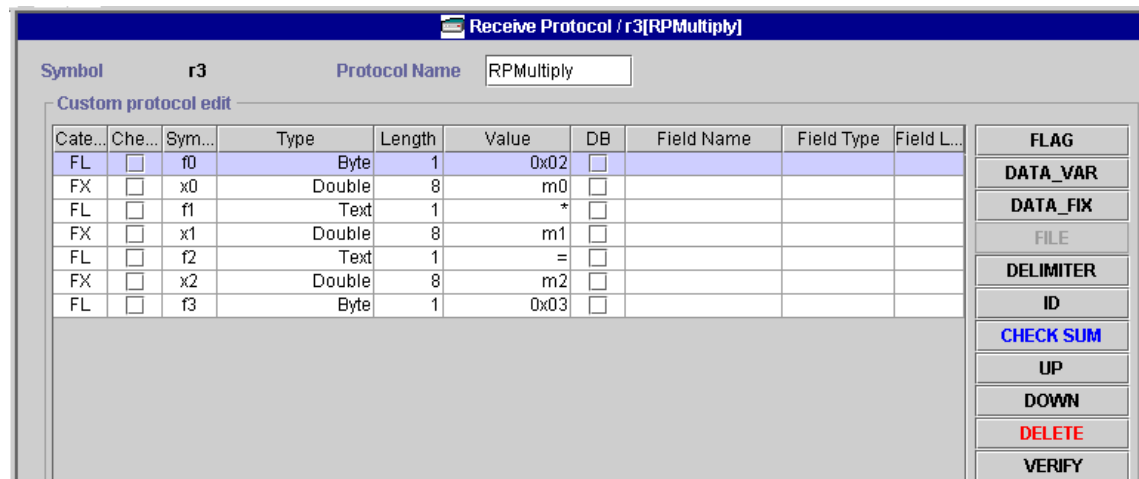 Receive Protocol / r3[RPMultiply]
Symbol r3 Protocol Name RPMultiply
Custom protocol edit
Cate... Che... Sym... Type Length Value DB Field Name Field Type Field L...
FL f0 Byte 1 0x02
FX x0 Double 8 m0
FL f1 Text 1 *
FX x1 Double 8 m1
FL f2 Text 1 =
FX x2 Double 8 m2
FL f3 Byte 1 0x03
FLAG
DATA_VAR
DATA_FIX
FILE
DELIMITER
ID
CHECK SUM
UP
DOWN
DELETE
VERIFY